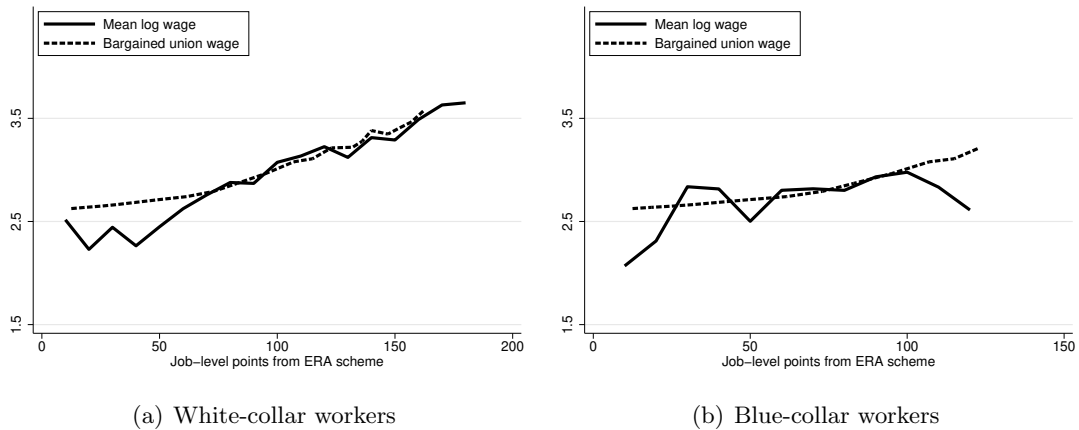 Mean log wage
Bargained union wage
3.5
2.5
1.5
0 50 100 150 200
Job−level points from ERA scheme
(a) White-collar workers
Mean log wage
Bargained union wage
3.5
2.5
1.5
0 50 100 150
Job−level points from ERA scheme
(b) Blue-collar workers